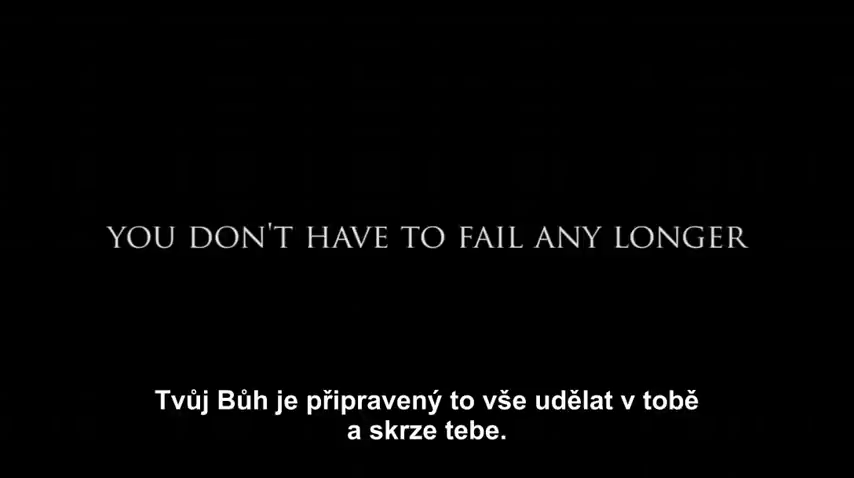 YOU DON'T HAVE TO FAIL ANY LONGER
Tvůj Bůh je připravený to vše udělat v tobě
a skrze tebe.